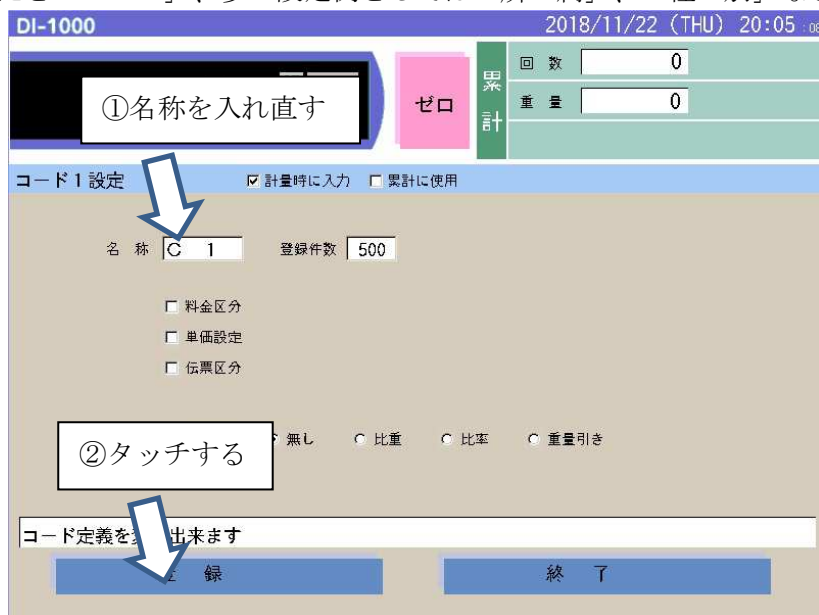 DI-1000 2018/11/22 (THU) 20:05
①名称を入れ直す
ゼロ
累計
回 数 0
重 量 0
コード1設定 計量時に入力 累計に使用
名 称 C 1 登録件数 500
料金区分
単価設定
伝票区分
②タッチする
無し 比重 比率 重量引き
コード定義を 出来ます
録 終 了